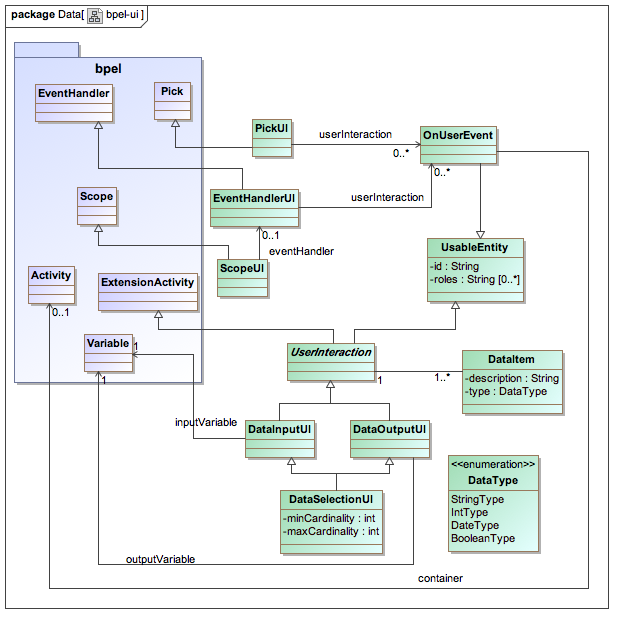 package Data[ bpel-ui ]
bpel
EventHandler
Pick
PickUI
userInteraction
0..*
OnUserEvent
0..*
Scope
EventHandlerUI
userInteraction
0..1
eventHandler
ScopeUI
UsableEntity
-id : String
-roles : String [0..*]
Activity
0..1
ExtensionActivity
Variable
1
1
UserInteraction
1
1..*
DataItem
-description : String
-type : DataType
inputVariable
DataInputUI
DataOutputUI
DataSelectionUI
-minCardinality : int
-maxCardinality : int
<<enumeration>>
DataType
StringType
IntType
DateType
BooleanType
outputVariable
container